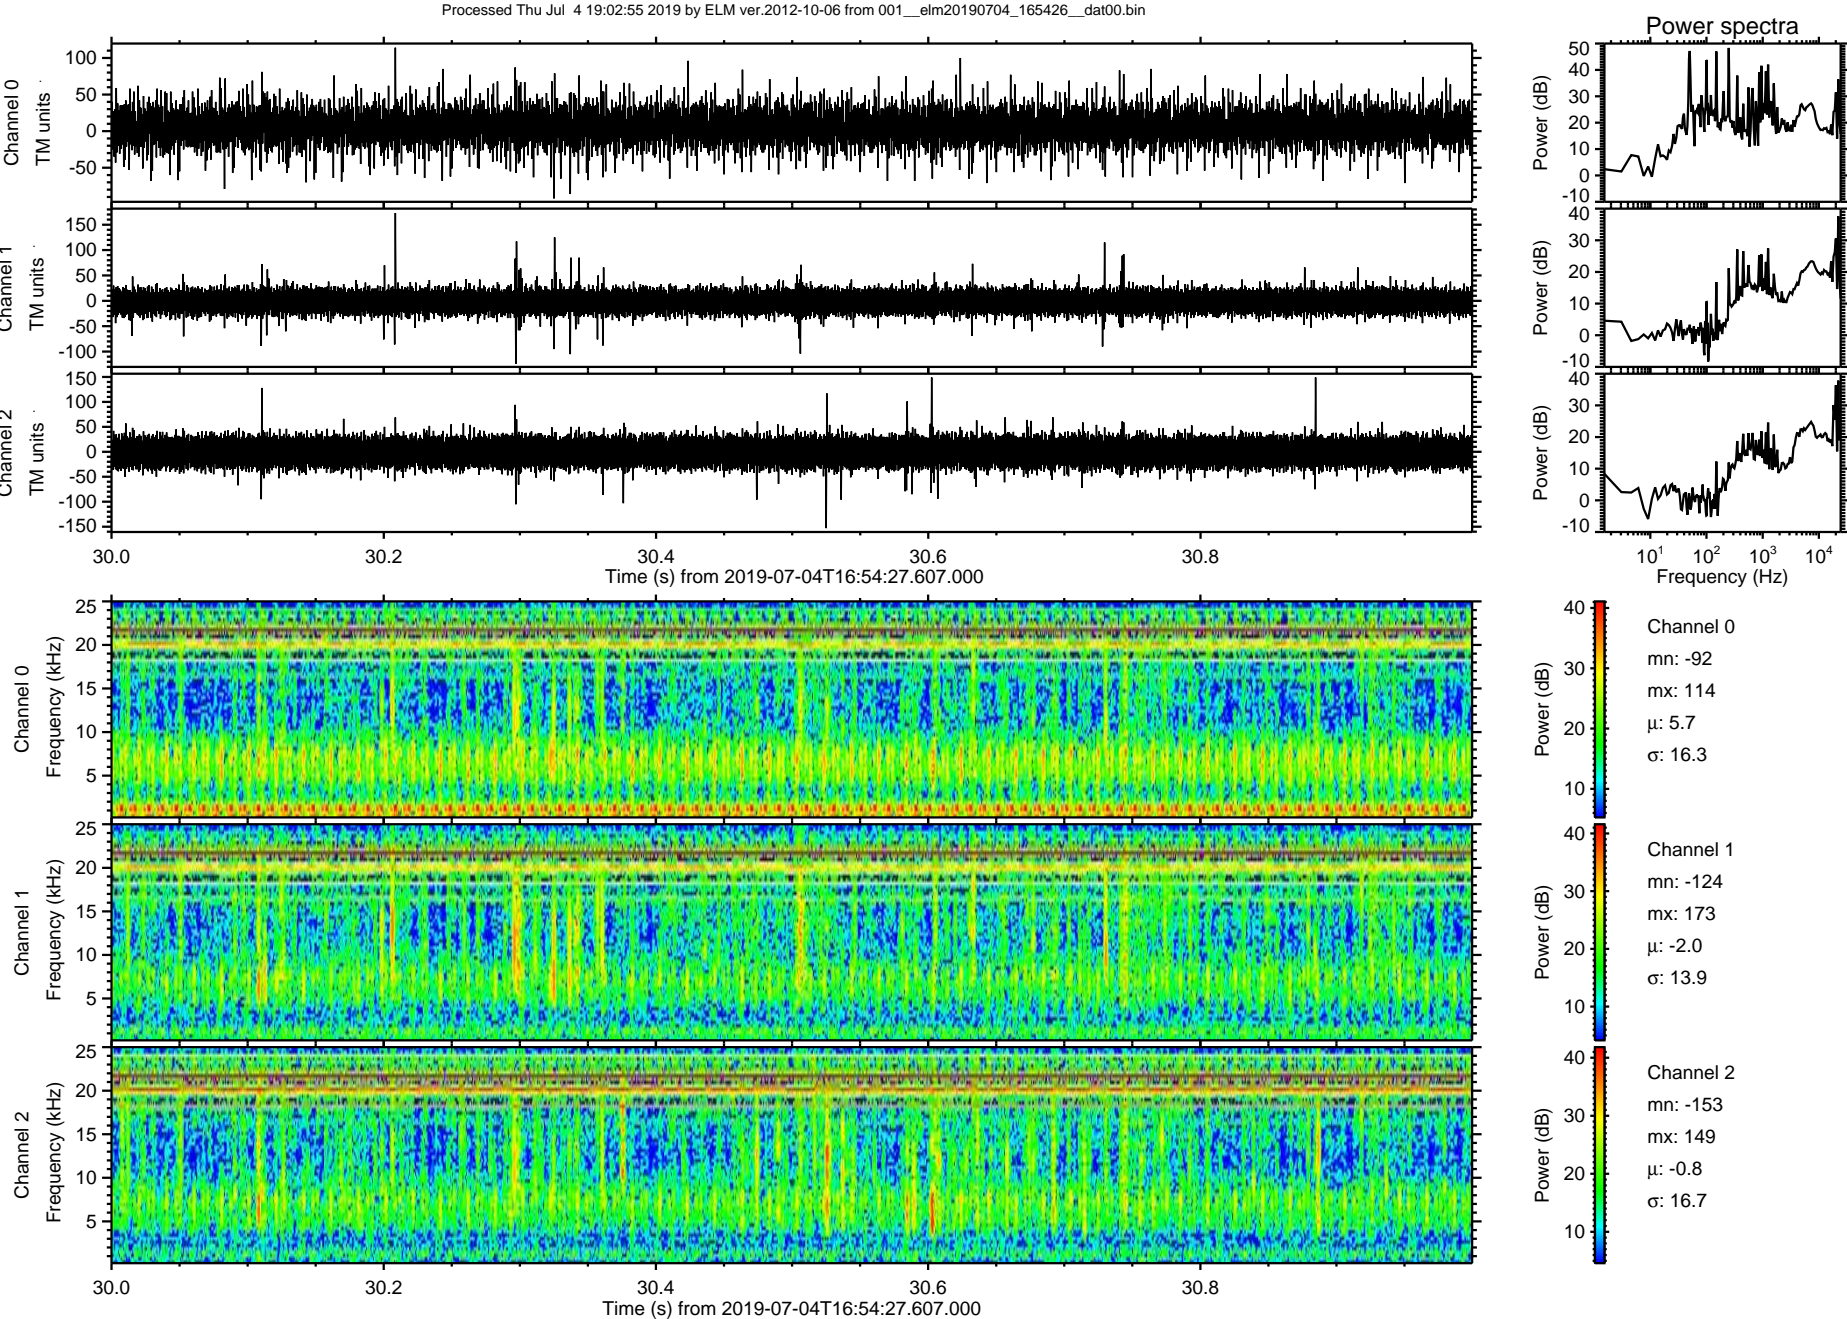 Processed Thu Jul  4 19:02:55 2019 by ELM ver.2012-10-06 from 001__elm20190704_165426__dat00.bin
Power spectra
Channel 0
TM units
100
50
0
-50
Power (dB)
50
40
30
20
10
0
-10
Channel 1
TM units
150
100
50
0
-50
-100
Power (dB)
40
30
20
10
0
-10
Channel 2
TM units
150
100
50
0
-50
-100
-150
Power (dB)
40
30
20
10
0
-10
30.0 30.2 30.4 30.6 30.8
Time (s) from 2019-07-04T16:54:27.607.000
10¹ 10² 10³ 10⁴
Frequency (Hz)
Channel 0
Frequency (kHz)
25
20
15
10
5
Power (dB)
40
30
20
10
Channel 0
mn: -92
mx: 114
μ: 5.7
σ: 16.3
Channel 1
Frequency (kHz)
25
20
15
10
5
Power (dB)
40
30
20
10
Channel 1
mn: -124
mx: 173
μ: -2.0
σ: 13.9
Channel 2
Frequency (kHz)
25
20
15
10
5
Power (dB)
40
30
20
10
Channel 2
mn: -153
mx: 149
μ: -0.8
σ: 16.7
30.0 30.2 30.4 30.6 30.8
Time (s) from 2019-07-04T16:54:27.607.000